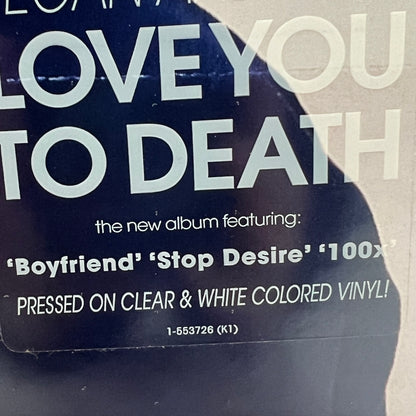 LOVE YOU
TO DEATH
the new album featuring:
‘Boyfriend’ ‘Stop Desire’ ‘100x’
PRESSED ON CLEAR & WHITE COLORED VINYL!
1-553726 (K1)